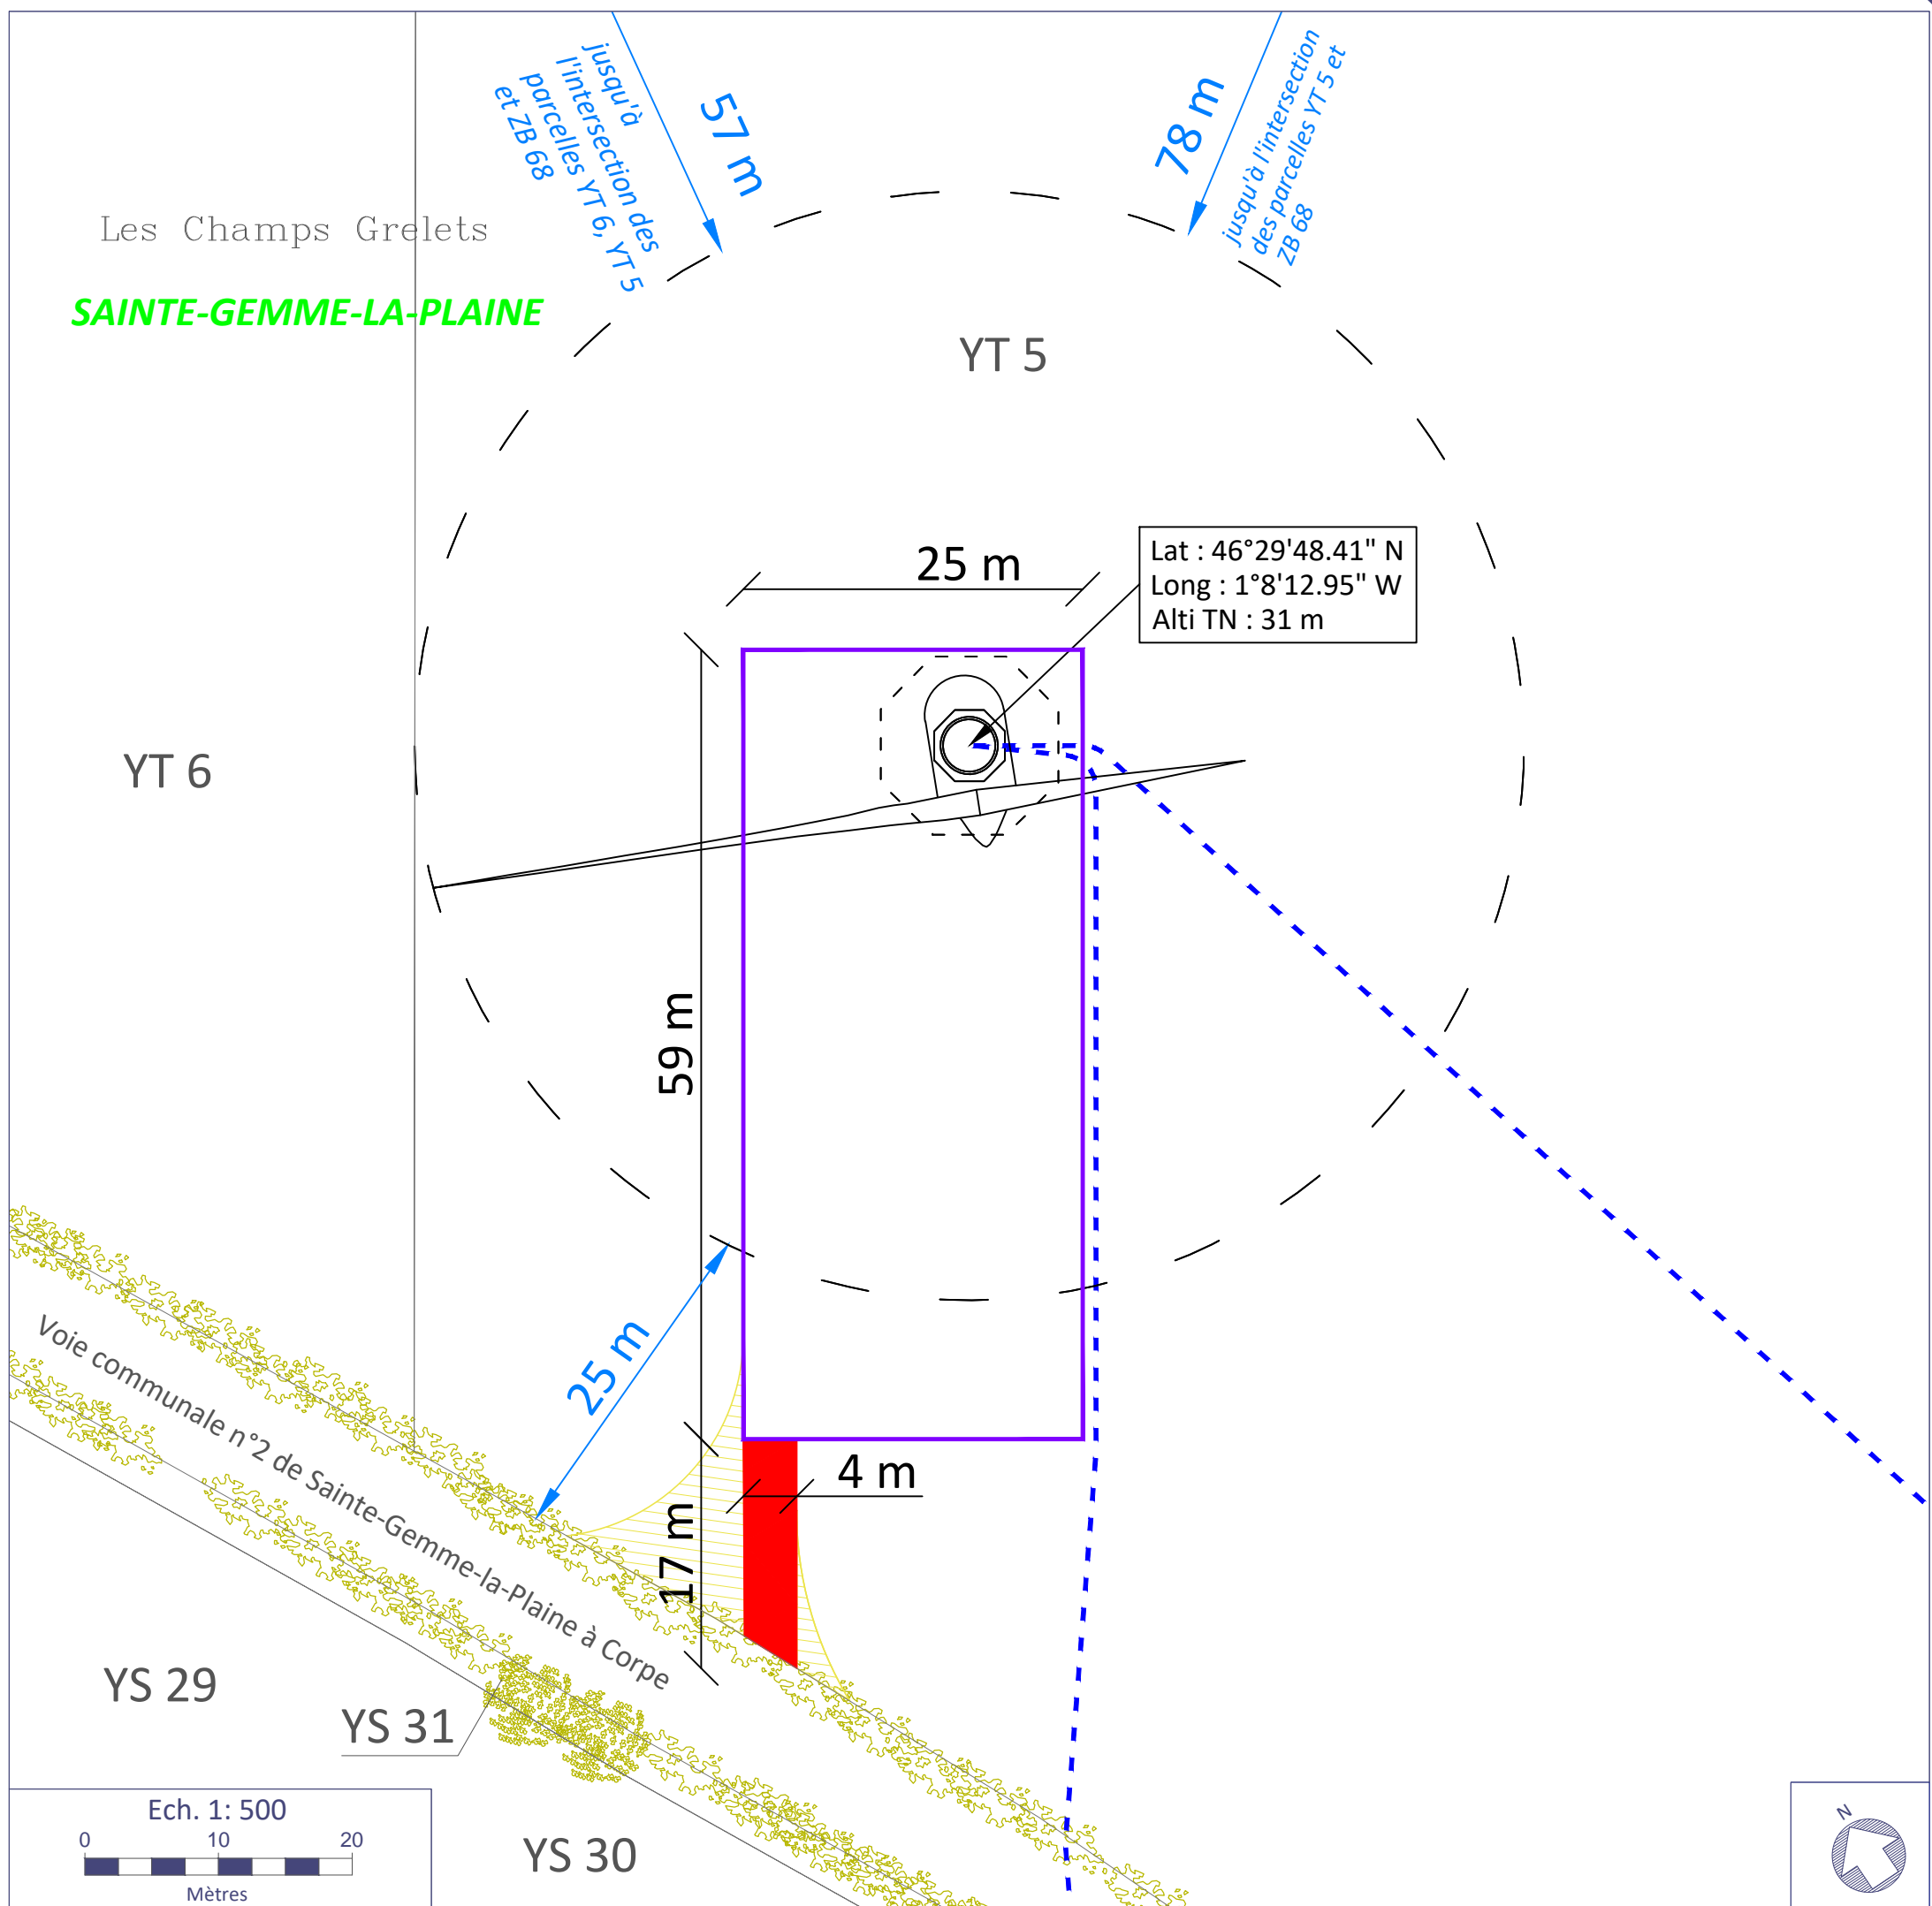 jusqu'à
l'intersection des
parcelles YT 6, YT 5
et ZB 68
57 m
78 m
jusqu'à l'intersection
des parcelles YT 5 et
ZB 68
Les Champs Grelets
SAINTE-GEMME-LA-PLAINE
YT 5
25 m
Lat : 46°29'48.41" N
Long : 1°8'12.95" W
Alti TN : 31 m
YT 6
59 m
25 m
Voie communale n°2 de Sainte-Gemme-la-Plaine à Corpe
4 m
17 m
YS 29
YS 31
YS 30
Ech. 1: 500
0 10 20
Mètres
N